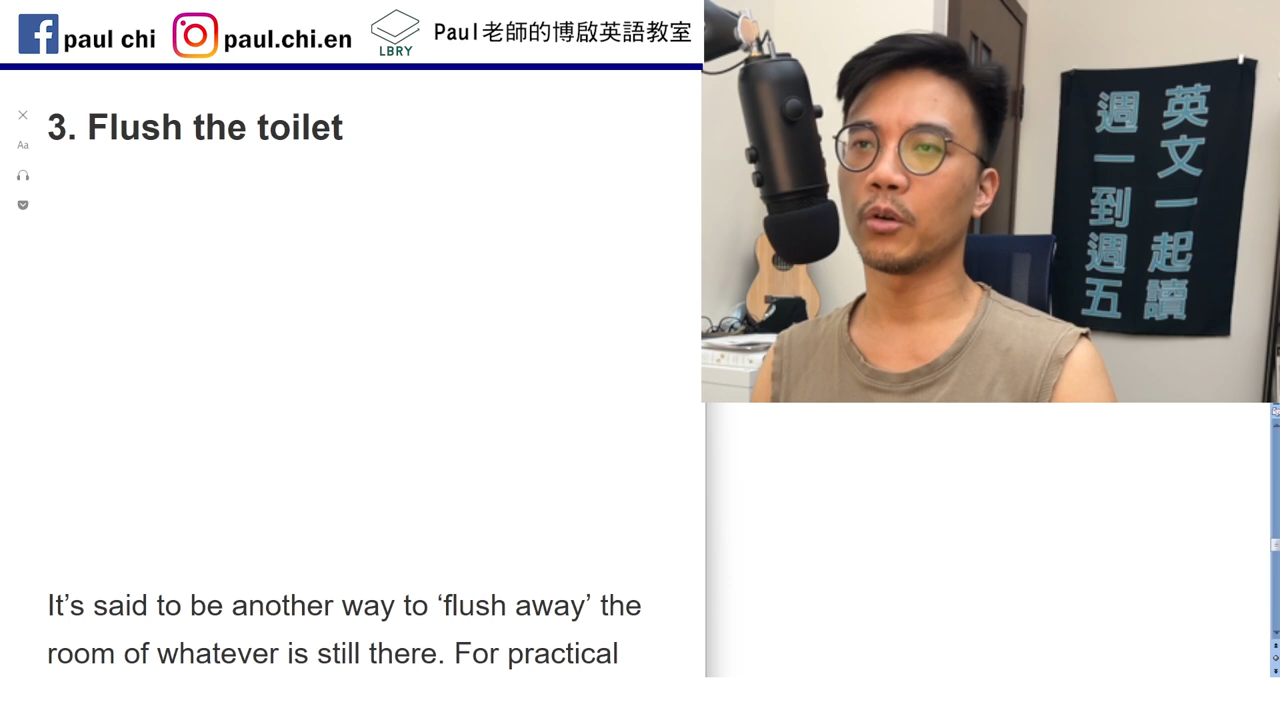 paul chi
paul.chi.en
LBRY
Paul老師的博啟英語教室
3. Flush the toilet
Aa
It’s said to be another way to ‘flush away’ the
room of whatever is still there. For practical
英文一起讀
週一到週五